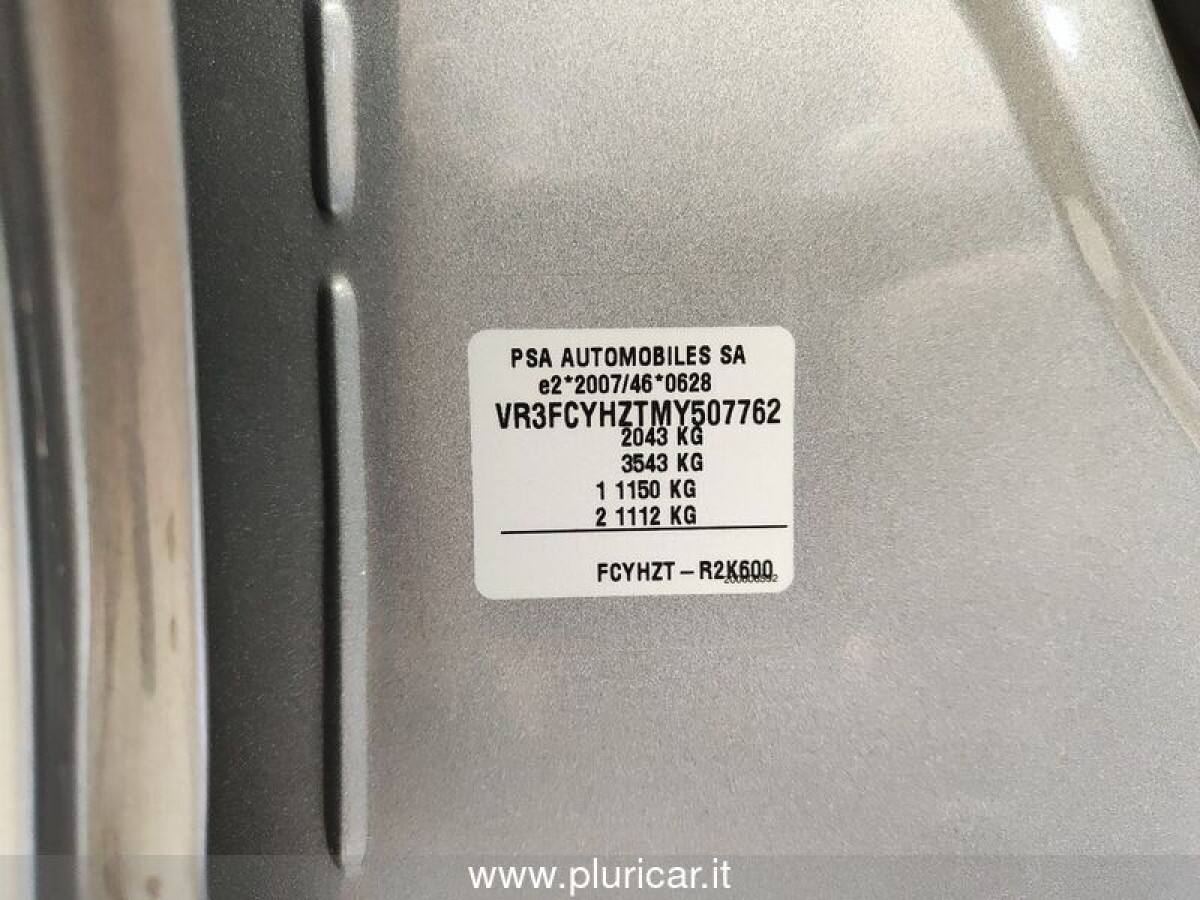 PSA AUTOMOBILES SA
e2*2007/46*0628
VR3FCYHZTMY507762
2043 KG
3543 KG
1 1150 KG
2 1112 KG
FCYHZT – R2K600
www.pluricar.it